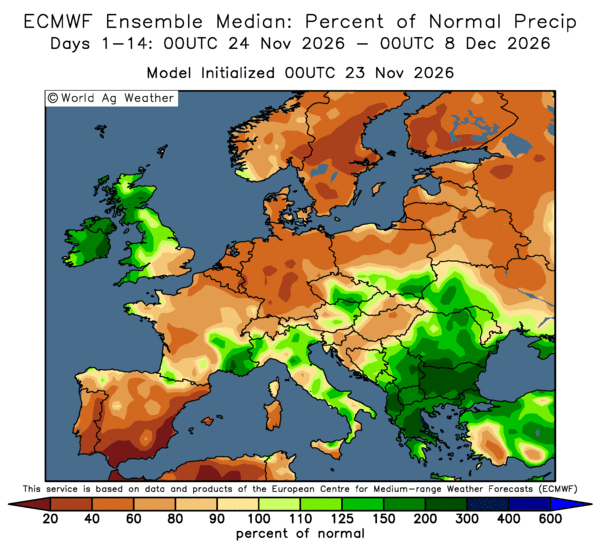 ECMWF Ensemble Median: Percent of Normal Precip
Days 1-14: 00UTC 24 Nov 2026 - 00UTC 8 Dec 2026
Model Initialized 00UTC 23 Nov 2026
© World Ag Weather
This service is based on data and products of the European Centre for Medium-range Weather Forecasts (ECMWF)
20 40 60 80 90 100 110 125 150 200 300 400 600
percent of normal